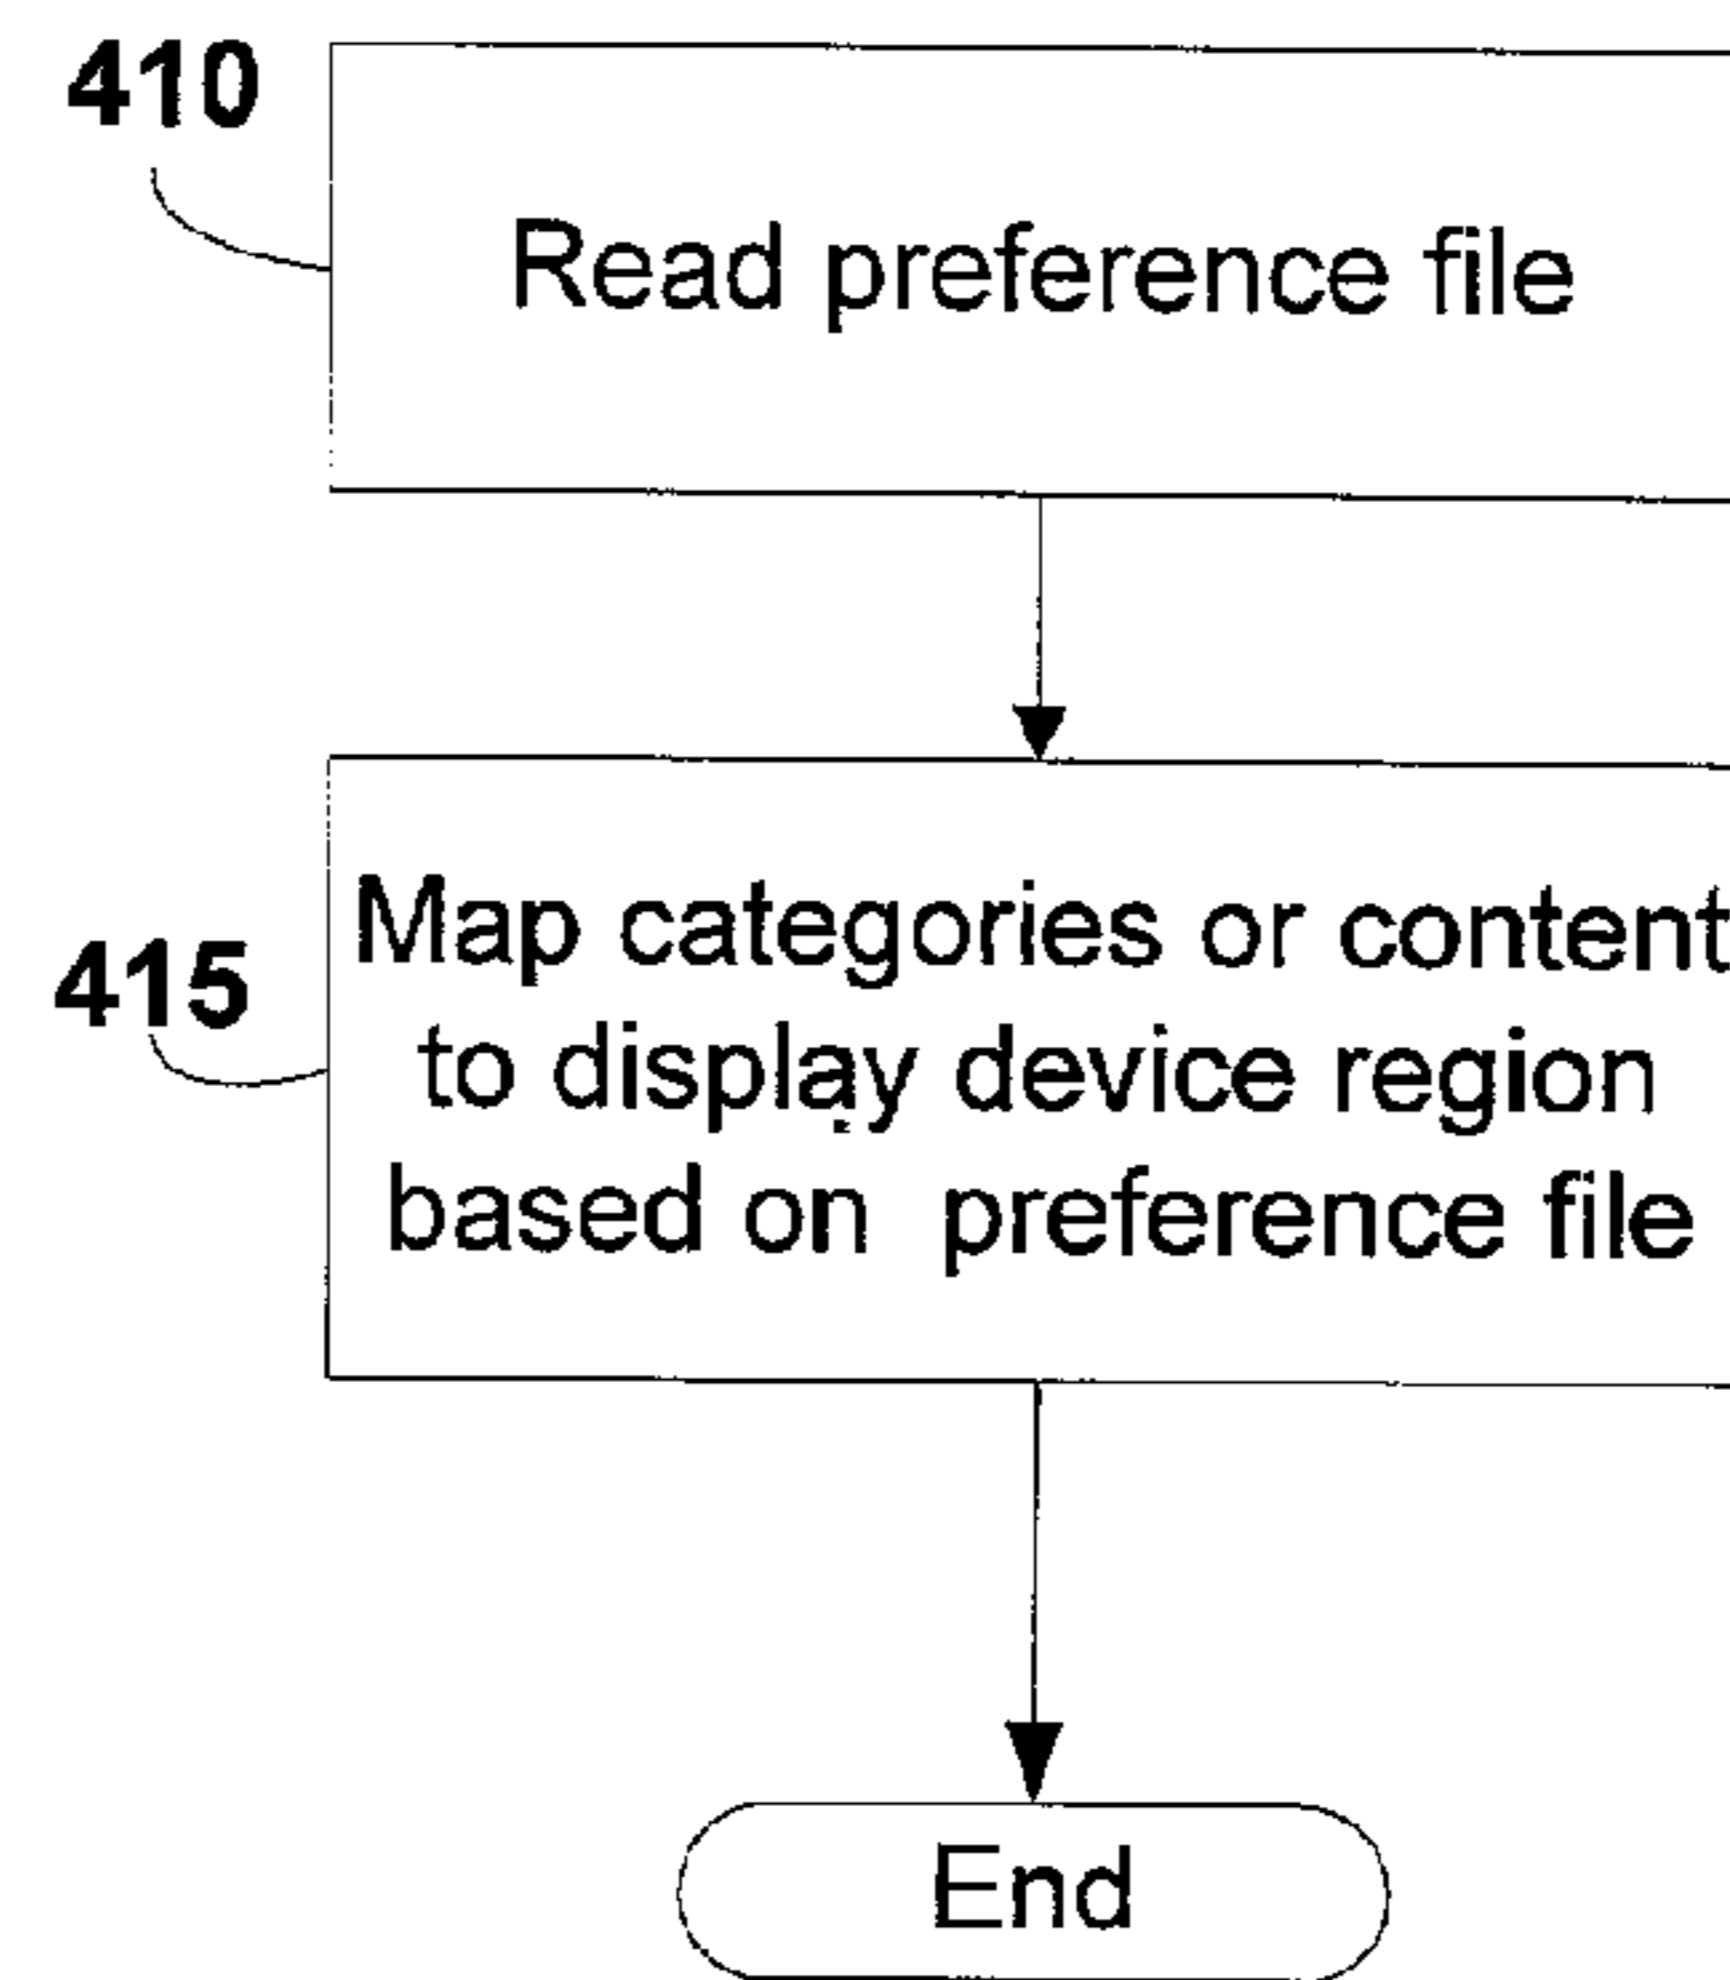 410
Read preference file
Map categories or content
415
to display device region
based on preference file
End